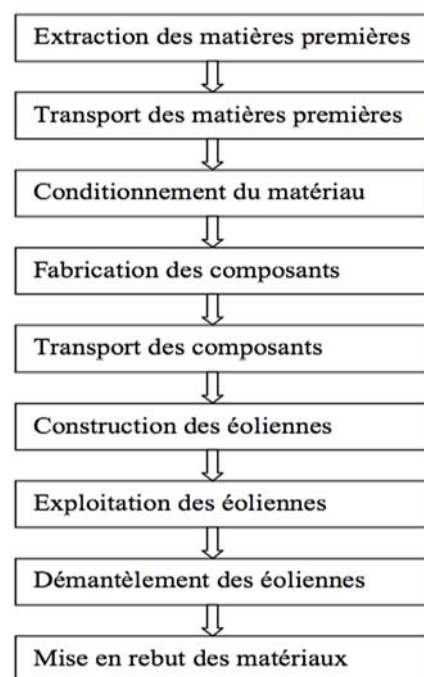 Extraction des matières premières
Transport des matières premières
Conditionnement du matériau
Fabrication des composants
Transport des composants
Construction des éoliennes
Exploitation des éoliennes
Démantèlement des éoliennes
Mise en rebut des matériaux